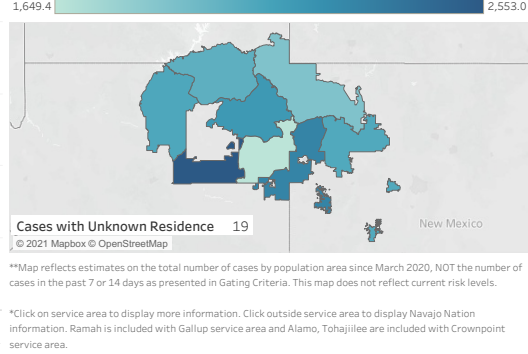 1,649.4 2,553.0
New Mexico
Cases with Unknown Residence 19
© 2021 Mapbox © OpenStreetMap
**Map reflects estimates on the total number of cases by population area since March 2020, NOT the number of
cases in the past 7 or 14 days as presented in Gating Criteria. This map does not reflect current risk levels.
*Click on service area to display more information. Click outside service area to display Navajo Nation
information. Ramah is included with Gallup service area and Alamo, Tohajiilee are included with Crownpoint
service area.